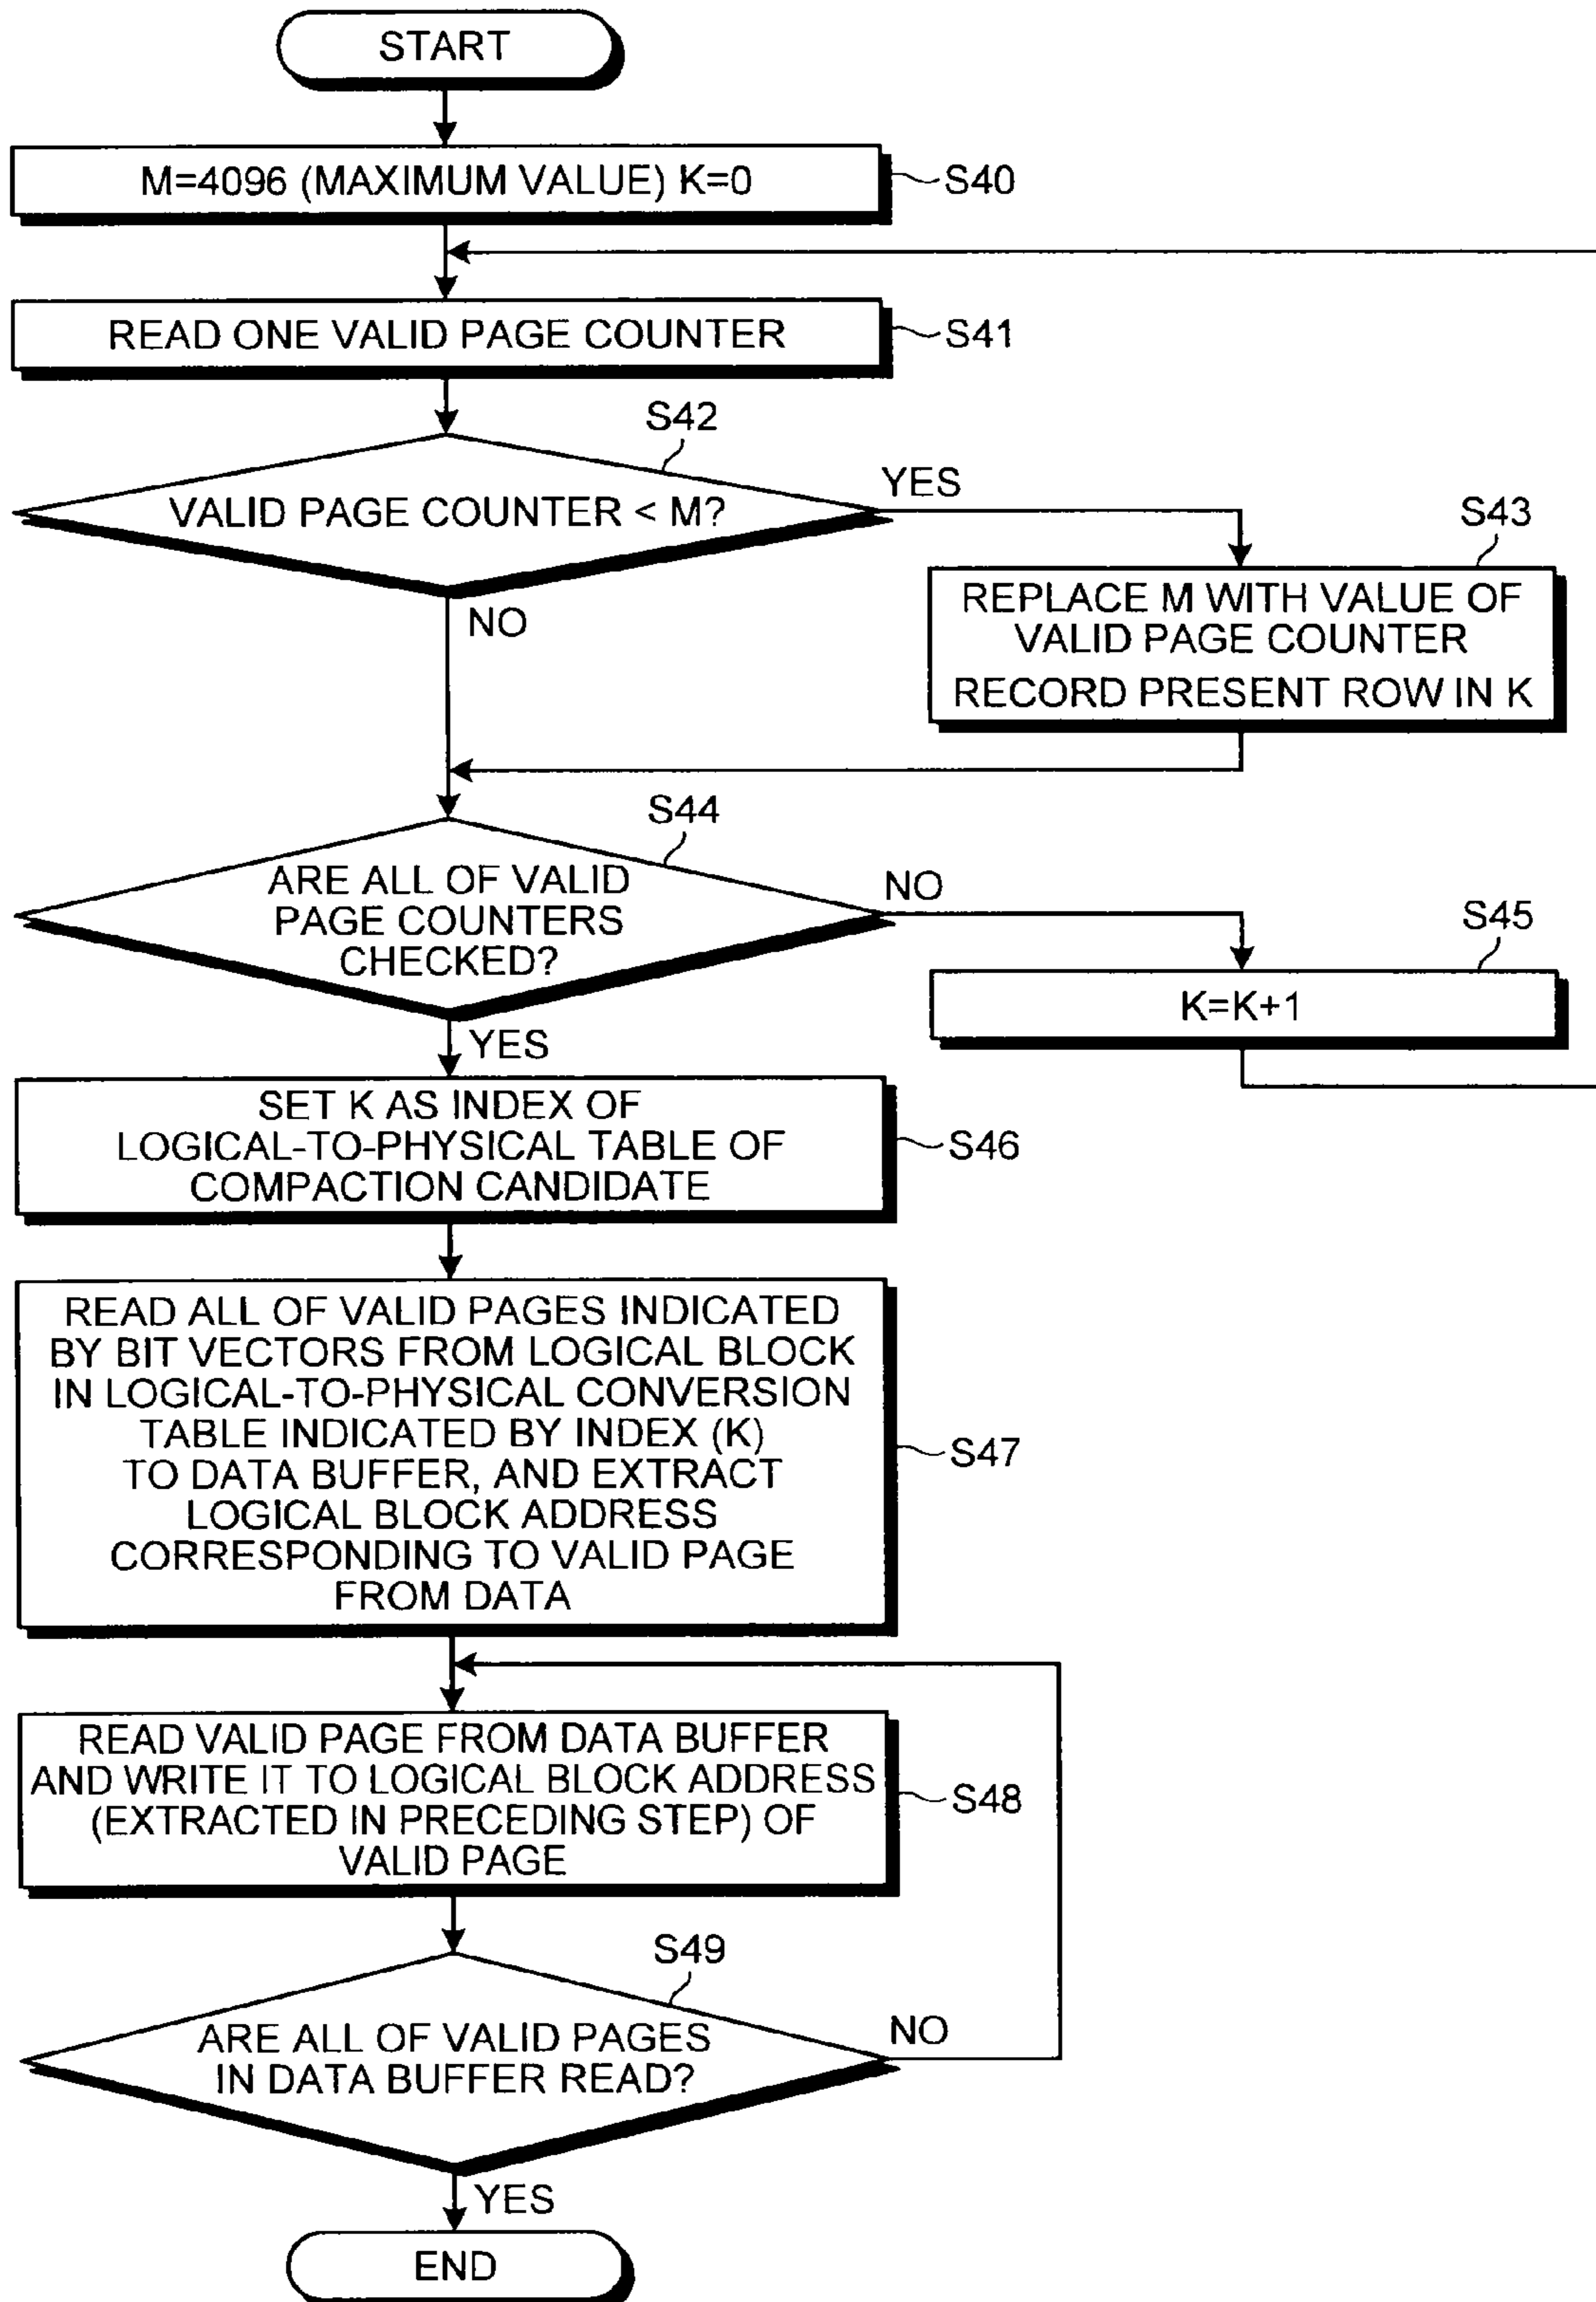 START
M=4096 (MAXIMUM VALUE) K=0
S40
READ ONE VALID PAGE COUNTER
S41
S42
VALID PAGE COUNTER < M?
YES
NO
S43
REPLACE M WITH VALUE OF
VALID PAGE COUNTER
RECORD PRESENT ROW IN K
S44
ARE ALL OF VALID
PAGE COUNTERS
CHECKED?
NO
YES
S45
K=K+1
SET K AS INDEX OF
LOGICAL-TO-PHYSICAL TABLE OF
COMPACTION CANDIDATE
S46
READ ALL OF VALID PAGES INDICATED
BY BIT VECTORS FROM LOGICAL BLOCK
IN LOGICAL-TO-PHYSICAL CONVERSION
TABLE INDICATED BY INDEX (K)
TO DATA BUFFER, AND EXTRACT
LOGICAL BLOCK ADDRESS
CORRESPONDING TO VALID PAGE
FROM DATA
S47
READ VALID PAGE FROM DATA BUFFER
AND WRITE IT TO LOGICAL BLOCK ADDRESS
(EXTRACTED IN PRECEDING STEP) OF
VALID PAGE
S48
S49
ARE ALL OF VALID PAGES
IN DATA BUFFER READ?
NO
YES
END